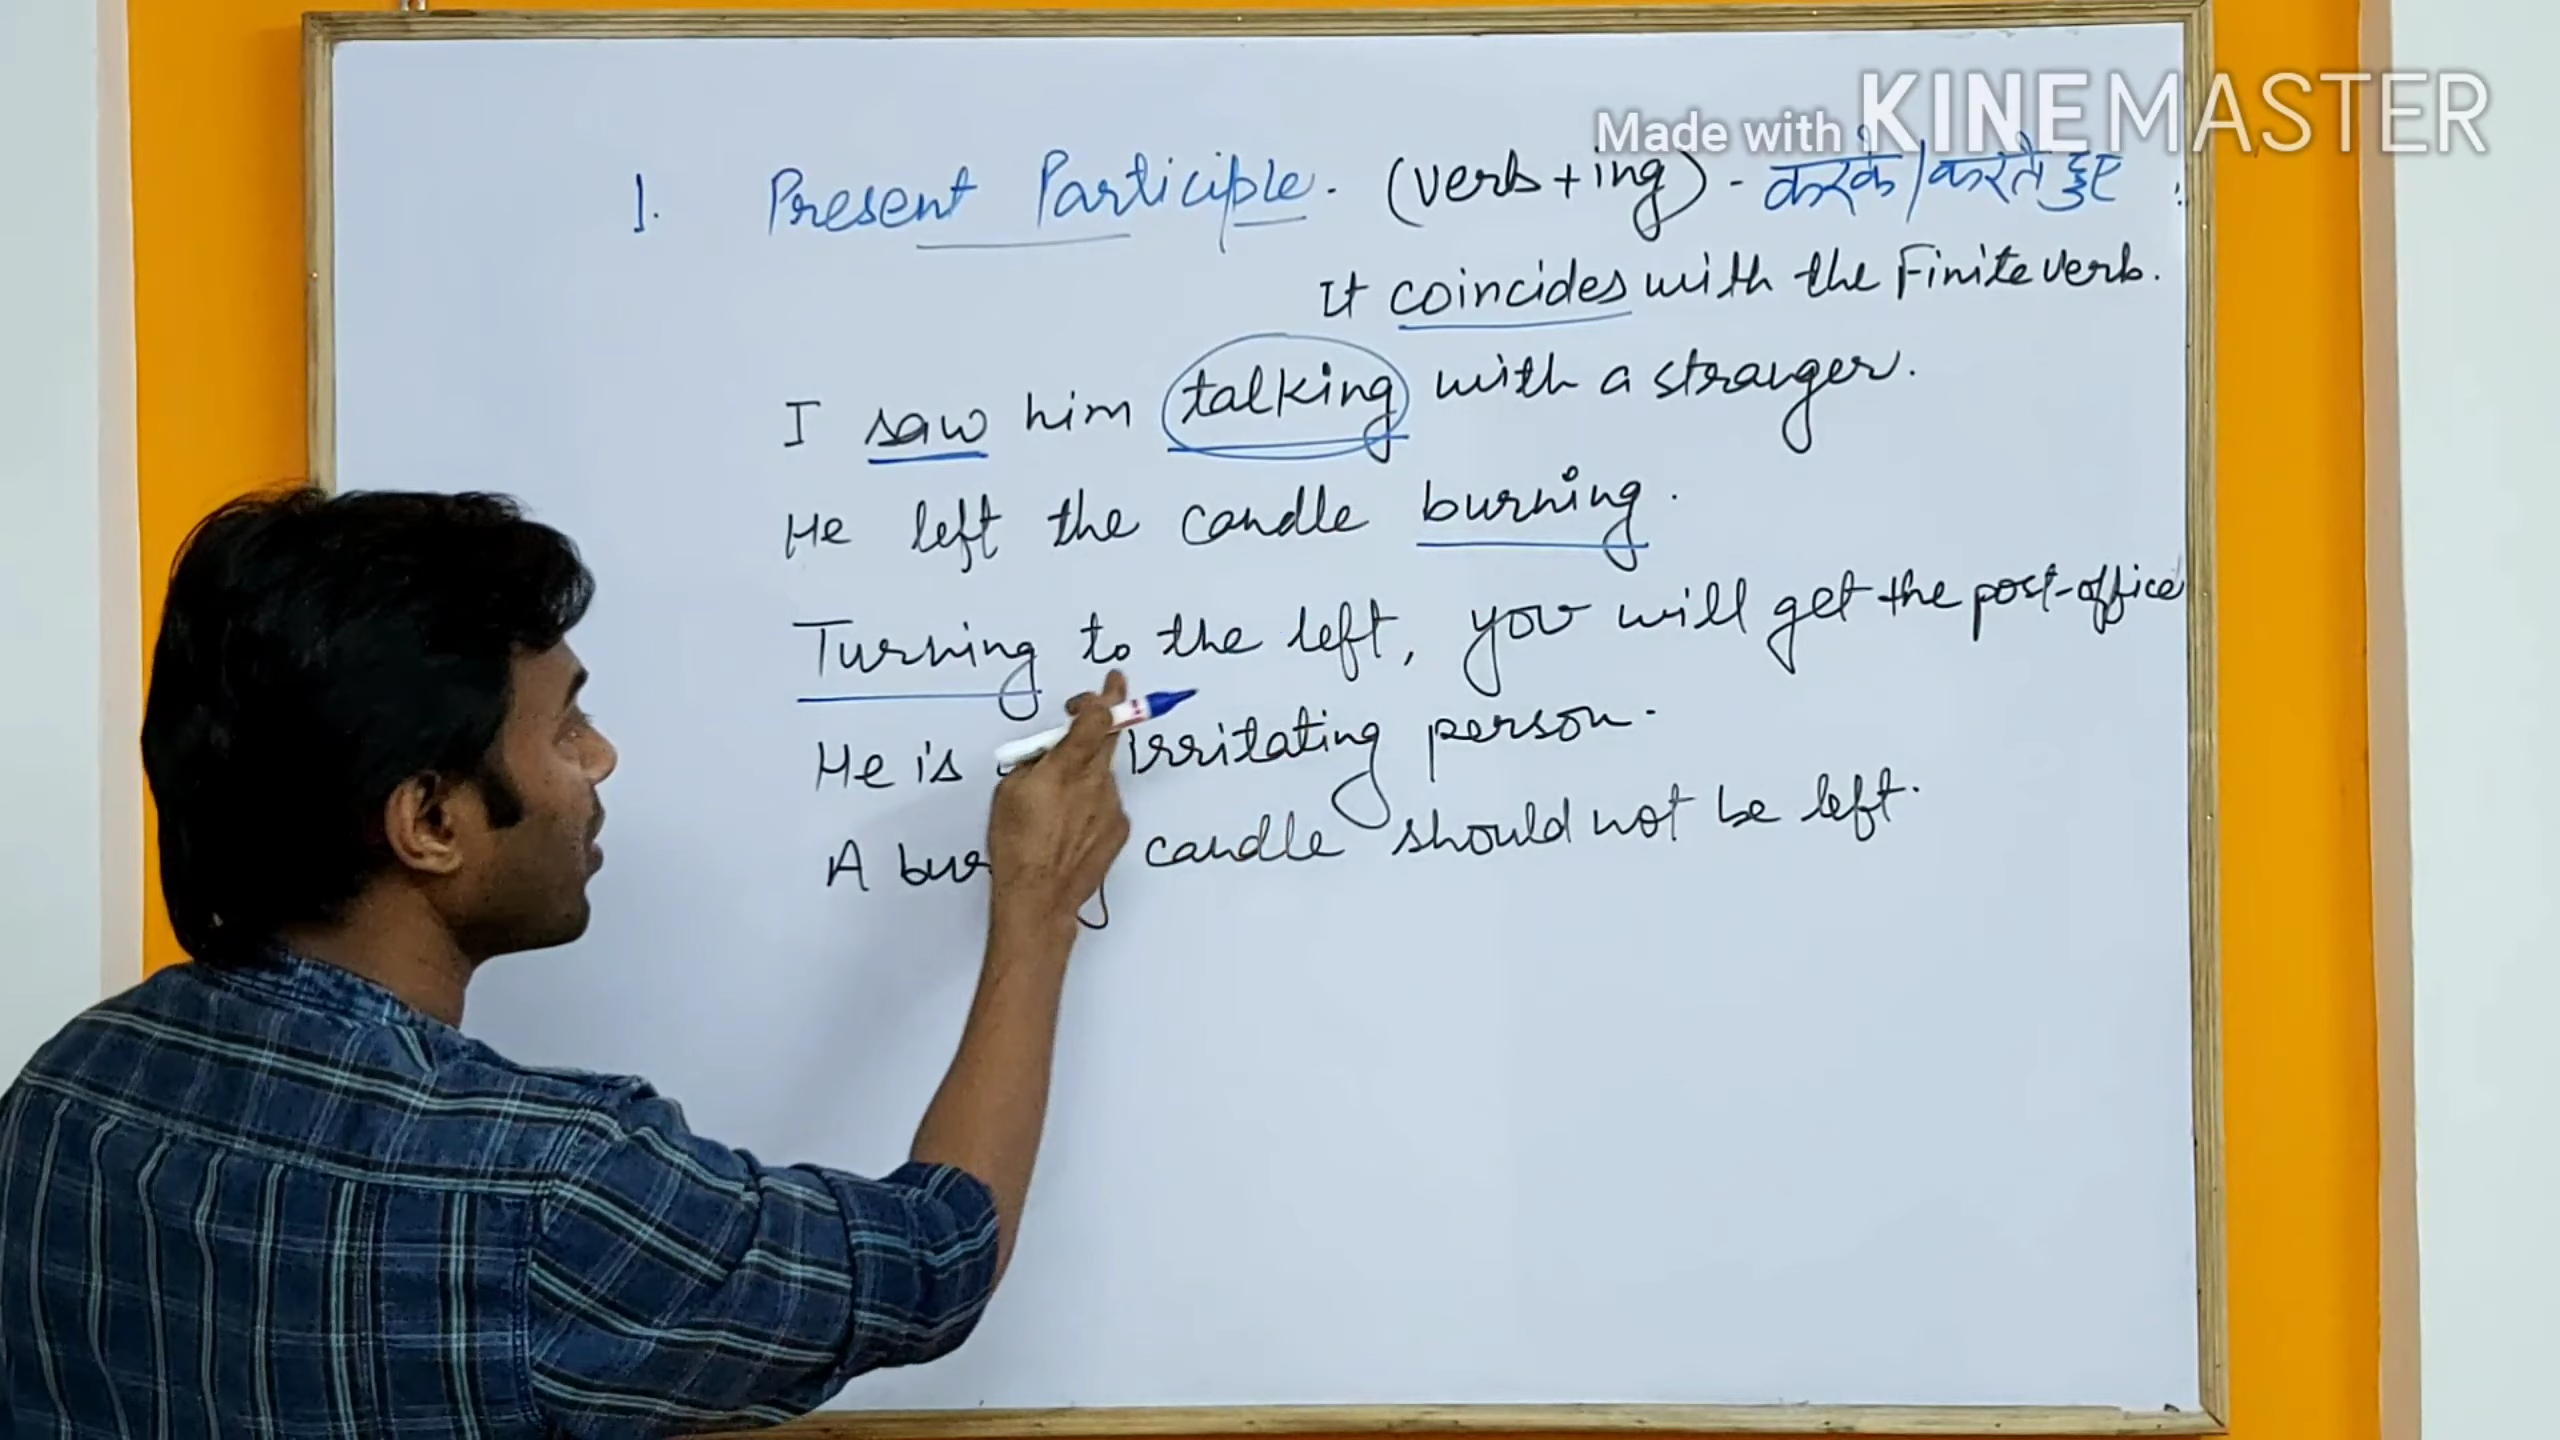 Made with KINEMASTER
1. Present Participle. (verb + ing) - करके / करते हुए
It coincides with the Finite verb.
I saw him talking with a stranger.
He left the candle burning.
Turning to the left, you will get the post-office
He is irritating person.
A candle should not be left.